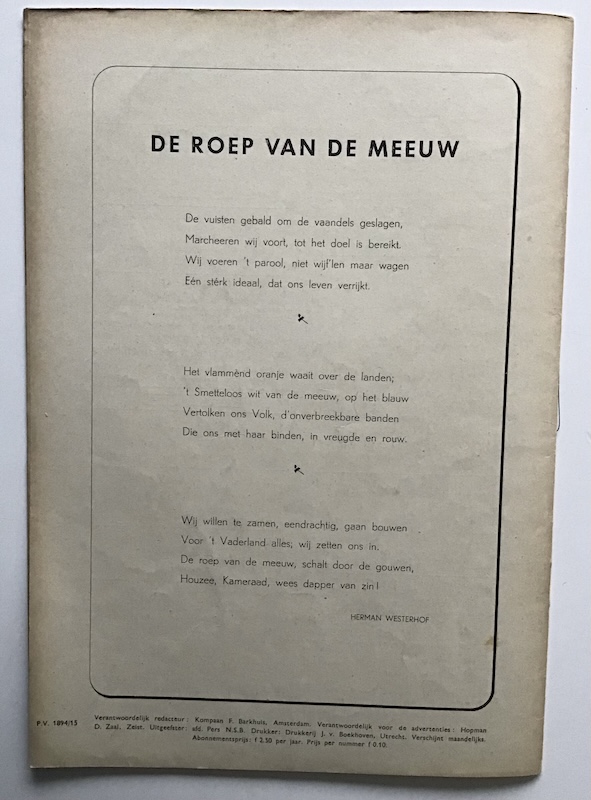 DE ROEP VAN DE MEEUW
De vuisten gebald om de vaandels geslagen,
Marcheeren wij voort, tot het doel is bereikt.
Wij voeren 't parool, niet wijf'len maar wagen
Eén stérk ideaal, dat ons leven verrijkt.
Het vlammènd oranje waait over de landen;
't Smetteloos wit van de meeuw, op het blauw
Vertolken ons Volk, d'onverbreekbare banden
Die ons met haar binden, in vreugde en rouw.
Wij willen te zamen, eendrachtig, gaan bouwen
Voor 't Vaderland alles; wij zetten ons in.
De roep van de meeuw, schalt door de gouwen,
Houzee, Kameraad, wees dapper van zin!
HERMAN WESTERHOF
P.V. 1894/15
Verantwoordelijk redacteur: Kompaan F. Barkhuis, Amsterdam. Verantwoordelijk voor de advertenties: Hopman
D. Zaal, Zeist. Uitgeefster: afd. Pers N.S.B. Drukker: Drukkerij J. v. Boekhoven, Utrecht. Verschijnt maandelijks.
Abonnementsprijs: f 2.50 per jaar. Prijs per nummer f 0.10.